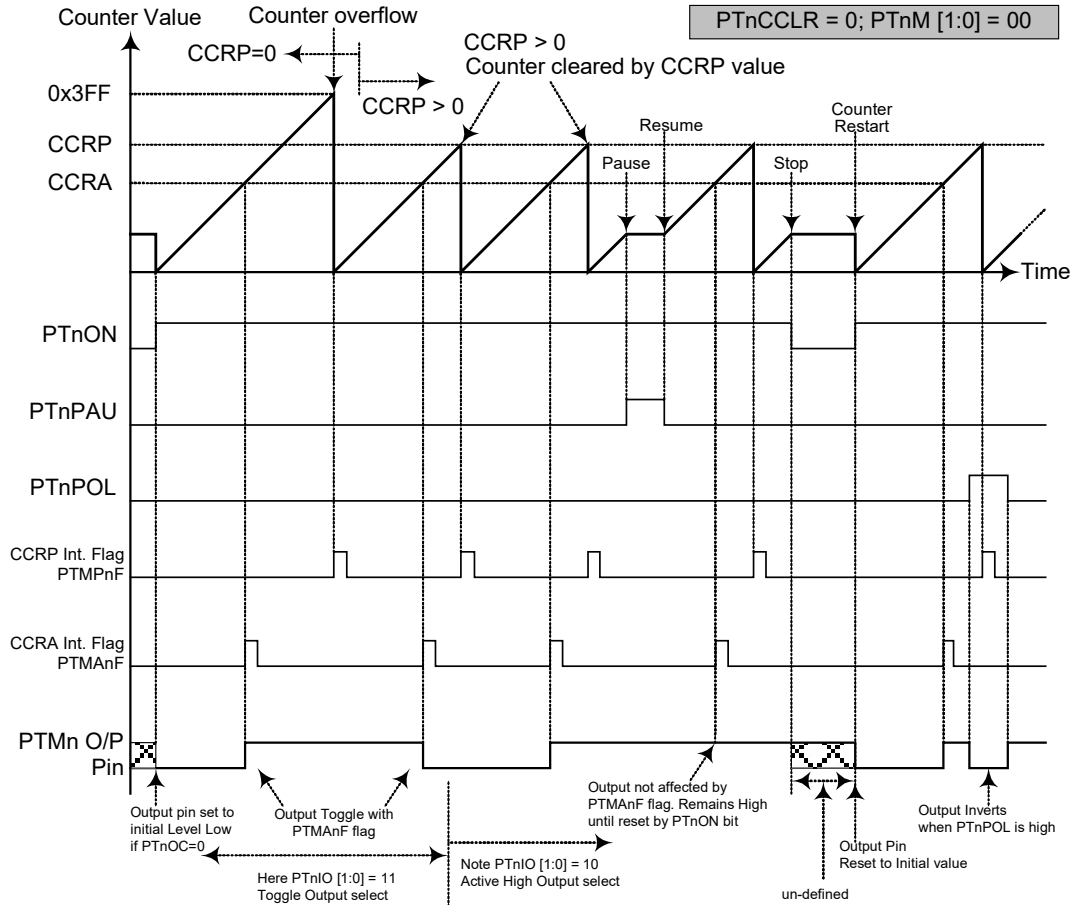 Counter Value
Counter overflow
PTnCCLR = 0; PTnM [1:0] = 00
CCRP=0
CCRP > 0
CCRP > 0
Counter cleared by CCRP value
0x3FF
CCRP
CCRA
Pause
Resume
Stop
Counter
Restart
Time
PTnON
PTnPAU
PTnPOL
CCRP Int. Flag
PTMPnF
CCRA Int. Flag
PTMAnF
PTMn O/P
Pin
Output pin set to
initial Level Low
if PTnOC=0
Output Toggle with
PTMAnF flag
Output not affected by
PTMAnF flag. Remains High
until reset by PTnON bit
Output Inverts
when PTnPOL is high
Output Pin
Reset to Initial value
Here PTnIO [1:0] = 11
Toggle Output select
Note PTnIO [1:0] = 10
Active High Output select
un-defined